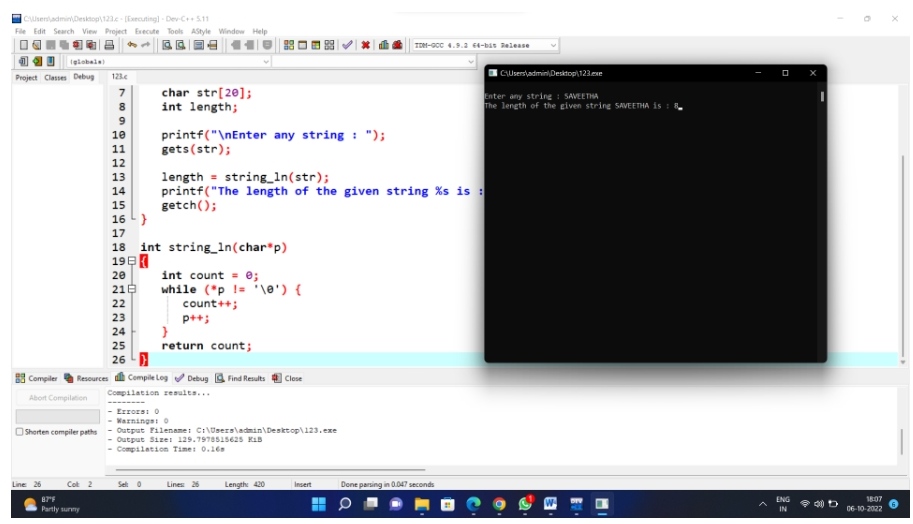 C:\Users\admin\Desktop\123.c - [Executing] - Dev-C++ 5.11
File Edit Search View Project Execute Tools AStyle Window Help
TDM-GCC 4.9.2 64-bit Release
(globals)
Project Classes Debug 123.c
7 char str[20];
8 int length;
9
10 printf("\nEnter any string : ");
11 gets(str);
12
13 length = string_ln(str);
14 printf("The length of the given string %s is :
15 getch();
16 }
17
18 int string_ln(char*p)
19 {
20 int count = 0;
21 while (*p != '\0') {
22 count++;
23 p++;
24 }
25 return count;
26 }
C:\Users\admin\Desktop\123.exe
Enter any string : SAVEETHA
The length of the given string SAVEETHA is : 8
Compiler Resources Compile Log Debug Find Results Close
Abort Compilation
Shorten compiler paths
Compilation results...
--------
- Errors: 0
- Warnings: 0
- Output Filename: C:\Users\admin\Desktop\123.exe
- Output Size: 129.7978515625 KiB
- Compilation Time: 0.16s
Line: 26 Col: 2 Sel: 0 Lines: 26 Length: 420 Insert Done parsing in 0.047 seconds
87°F
Partly sunny
ENG
IN
18:07
06-10-2022
6